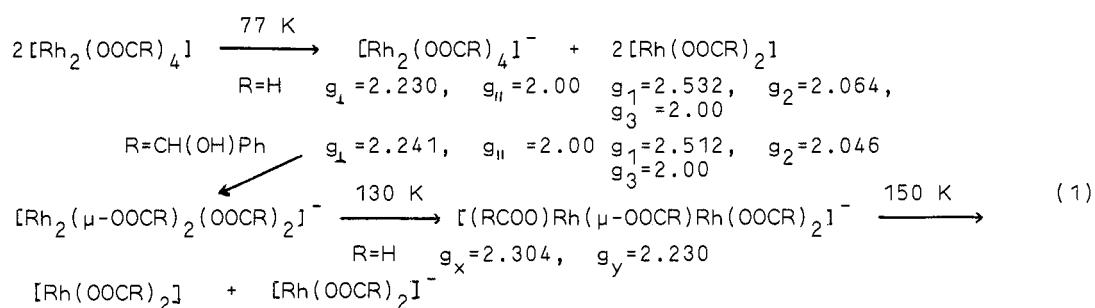 77 K
2[Rh₂(OOCR)₄] ⟶ [Rh₂(OOCR)₄]⁻ + 2[Rh(OOCR)₂]
R=H g⊥=2.230, g∥=2.00 g₁=2.532, g₂=2.064,
g₃=2.00
R=CH(OH)Ph g⊥=2.241, g∥=2.00 g₁=2.512, g₂=2.046
g₃=2.00
130 K 150 K
[Rh₂(μ-OOCR)₂(OOCR)₂]⁻ ⟶ [(RCOO)Rh(μ-OOCR)Rh(OOCR)₂]⁻ ⟶ (1)
R=H gₓ=2.304, g_y=2.230
[Rh(OOCR)₂] + [Rh(OOCR)₂]⁻